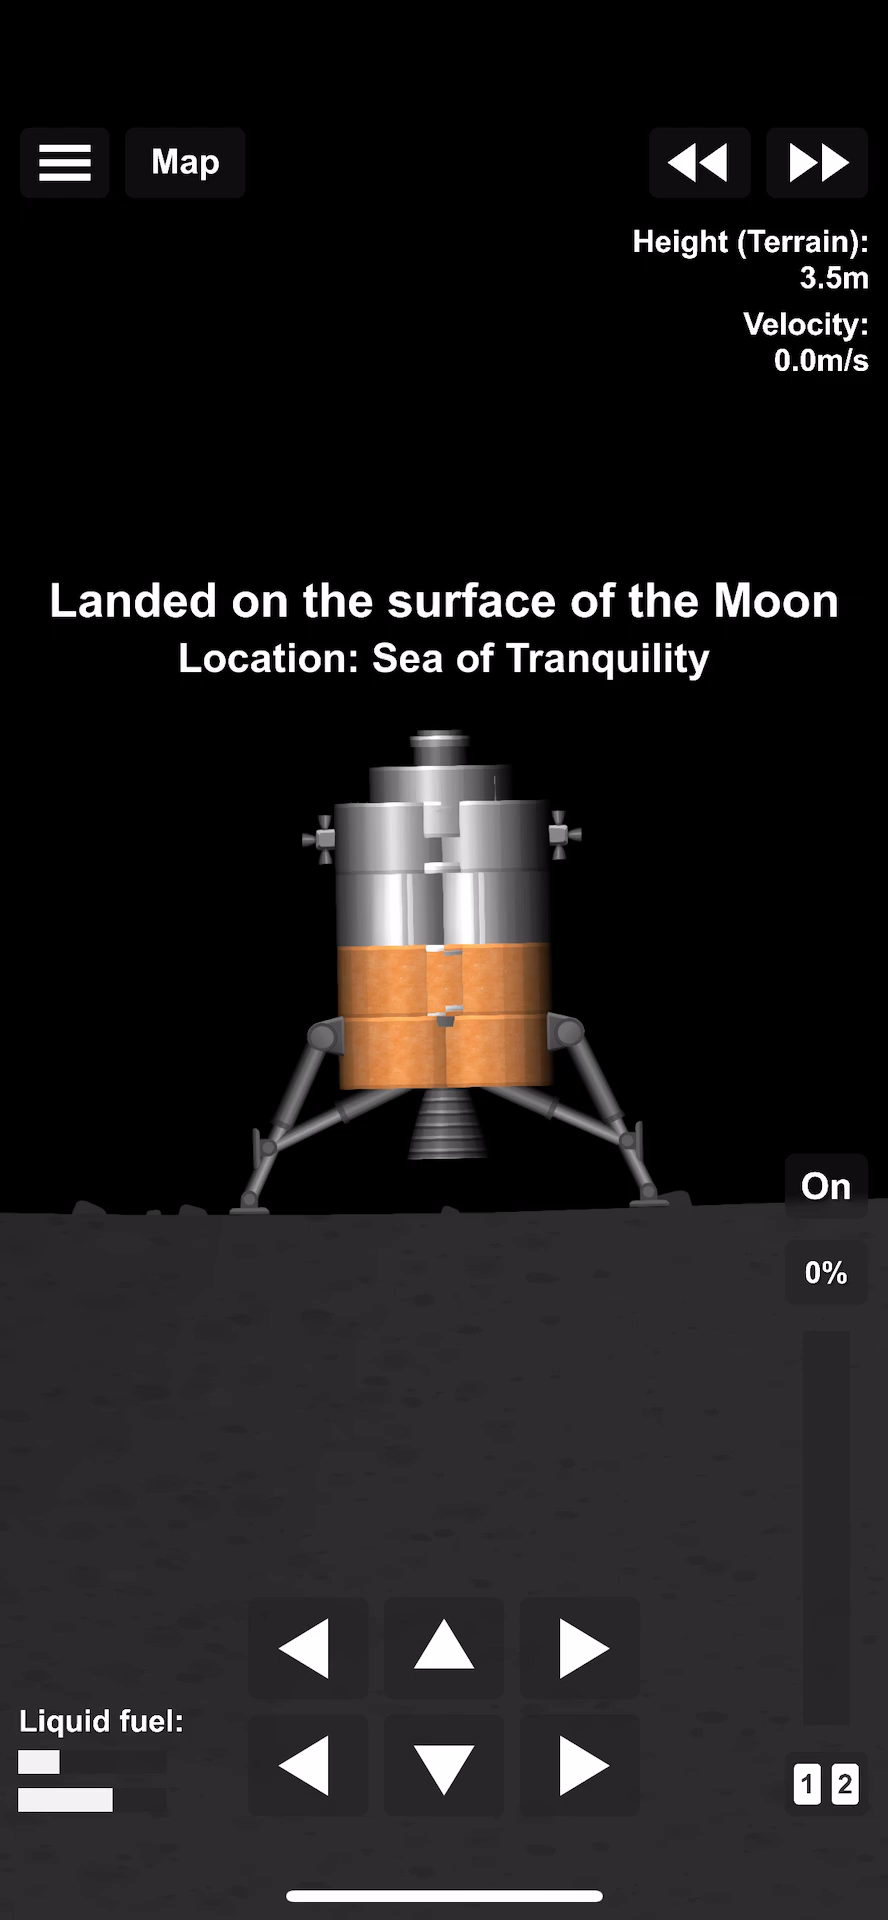 Map
Height (Terrain):
3.5m
Velocity:
0.0m/s
Landed on the surface of the Moon
Location: Sea of Tranquility
On
0%
Liquid fuel:
1 2